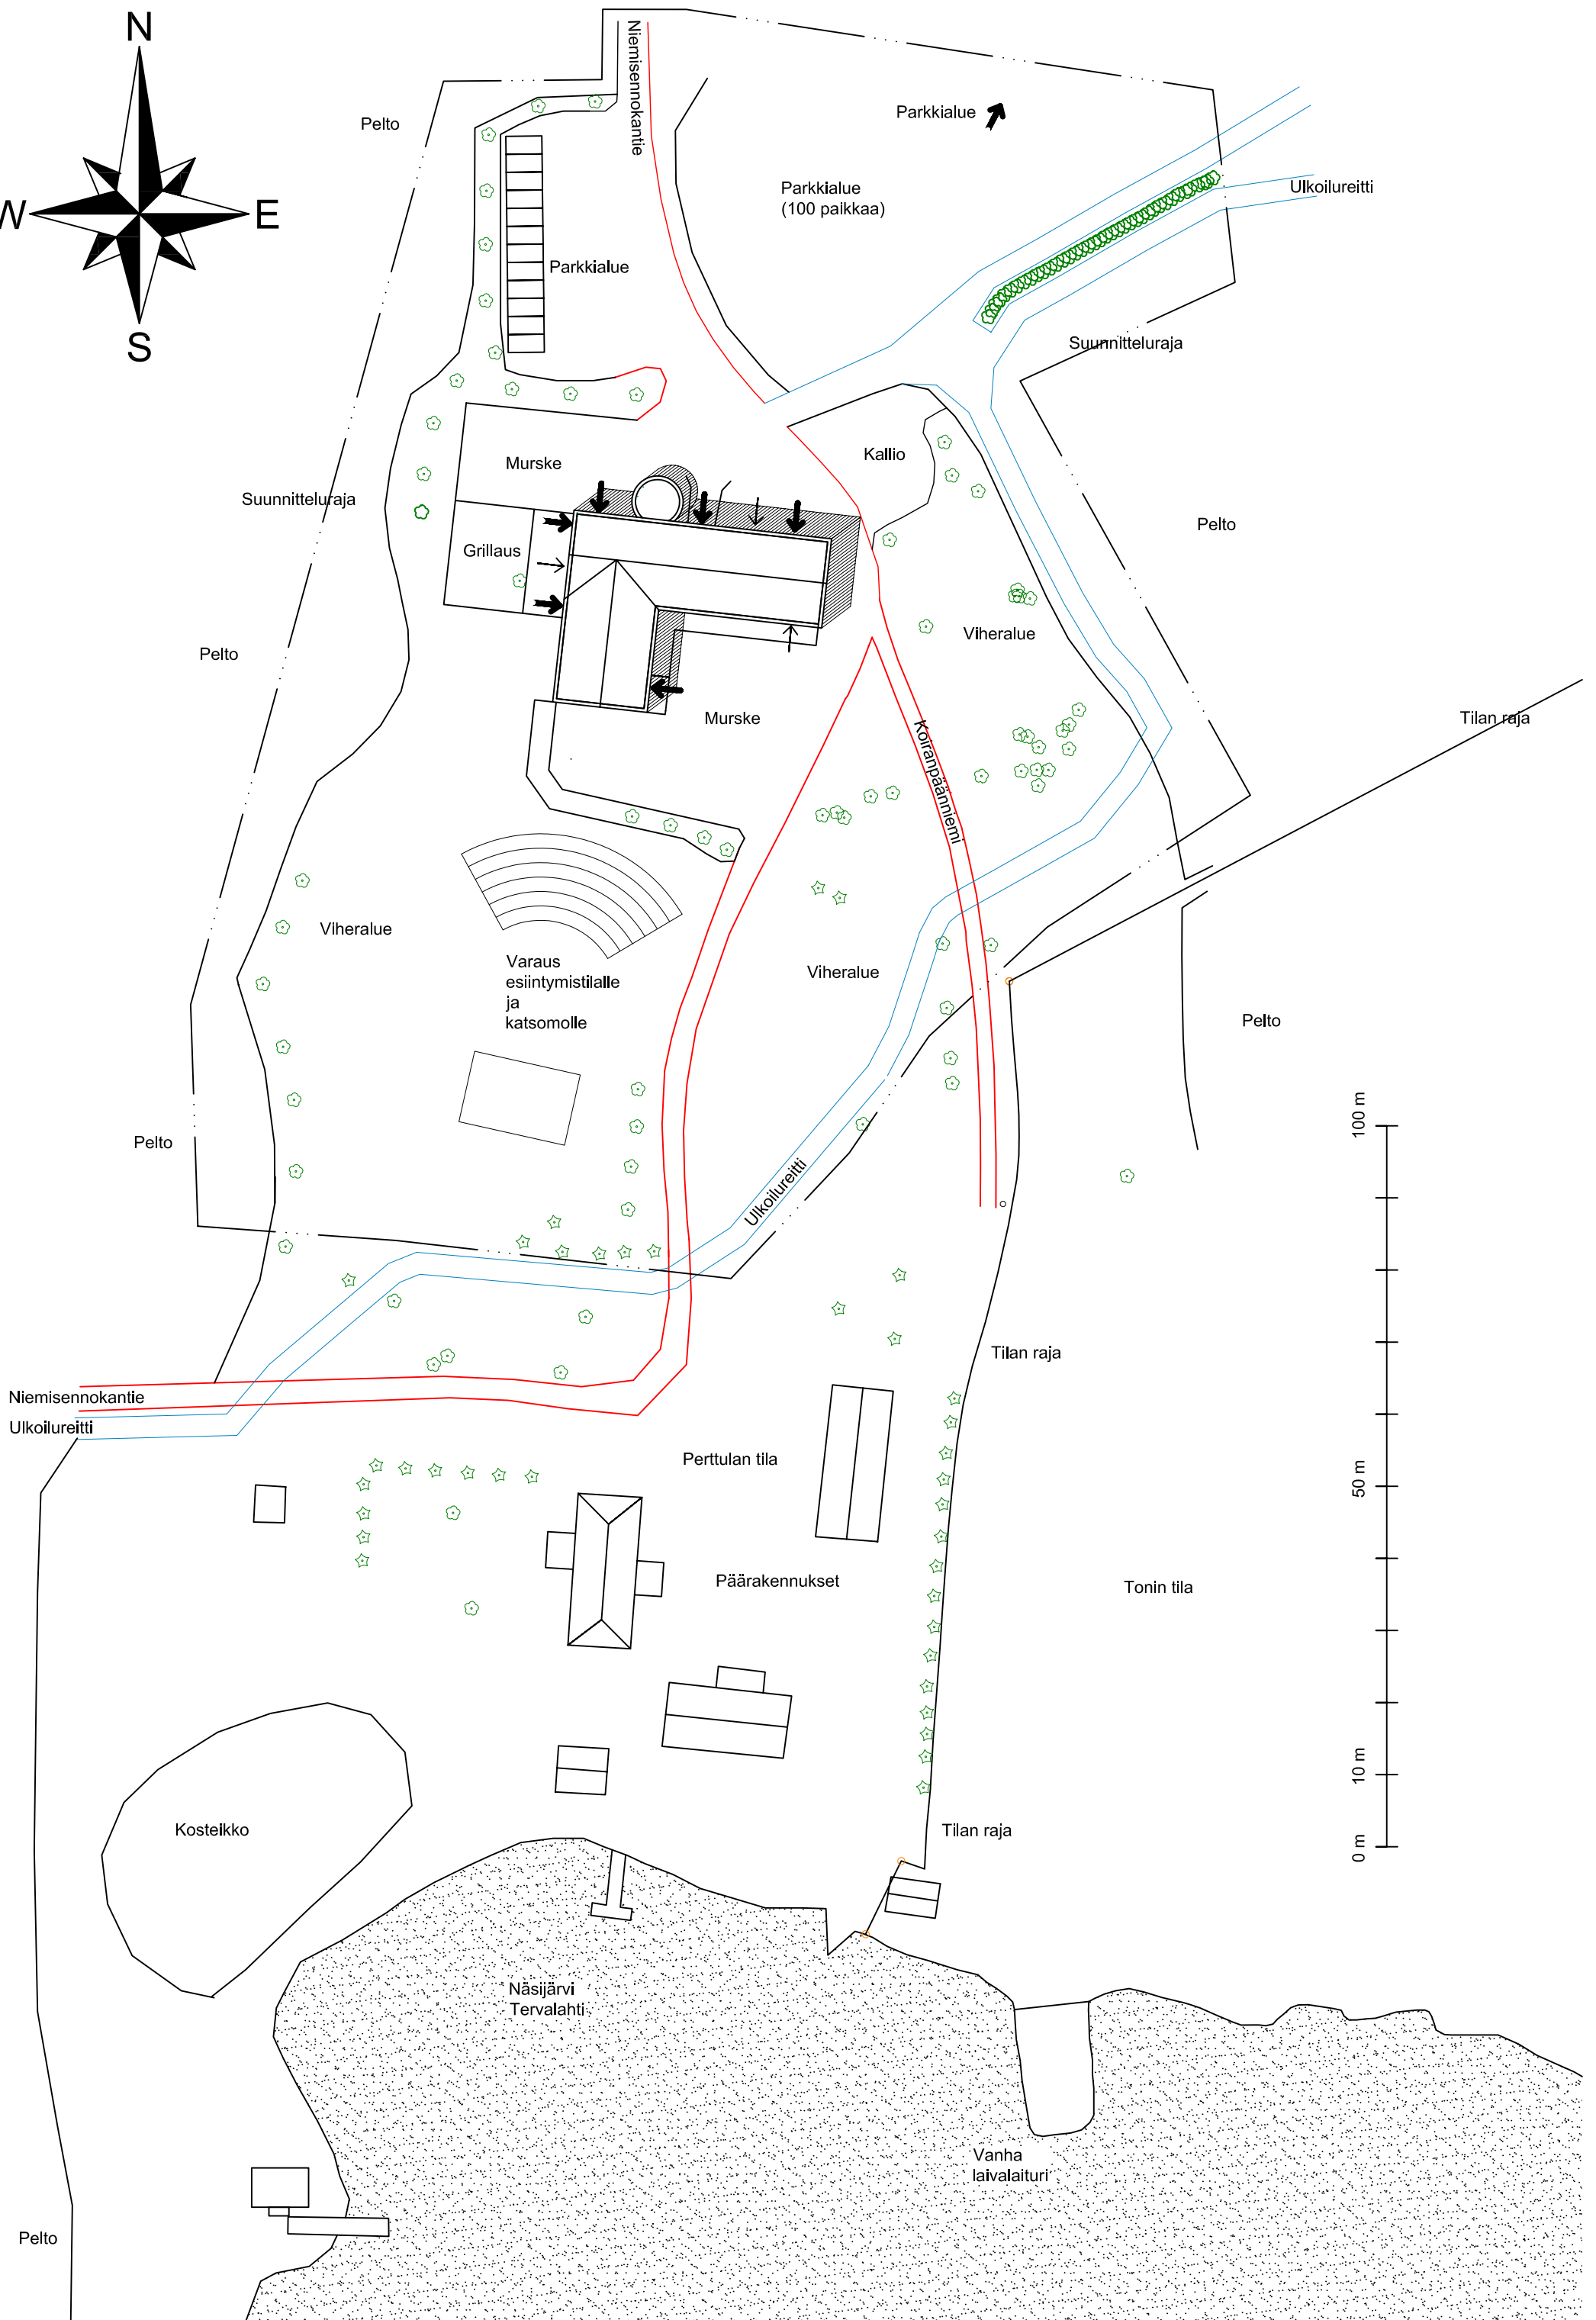 N
Niemisennokantie
Pelto
Parkkialue
W
E
Parkkialue
(100 paikkaa)
Ulkoilureitti
Parkkialue
S
Suunnitteluraja
Kallio
Murske
Suunnitteluraja
Pelto
Grillaus
Viheralue
Pelto
Murske
Tilan raja
Koiranpäänniemi
Viheralue
Varaus
esiintymistilalle
ja
katsomolle
Viheralue
Pelto
100 m
Pelto
Ulkoilureitti
Tilan raja
Niemisennokantie
Ulkoilureitti
Perttulan tila
50 m
Päärakennukset
Tonin tila
10 m
Kosteikko
Tilan raja
0 m
Näsijärvi
Tervalahti
Vanha
laivalaituri
Pelto